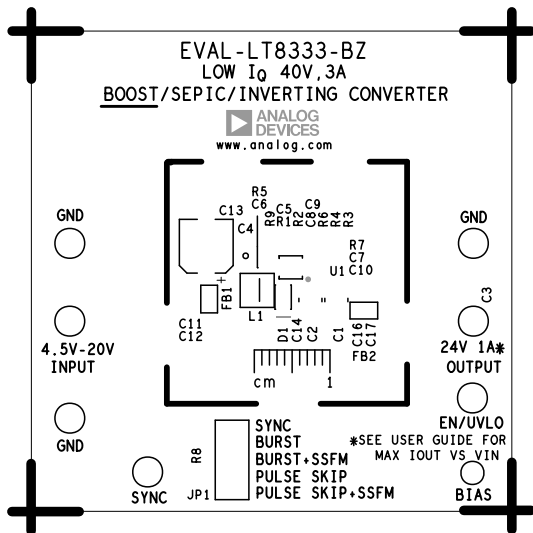 EVAL-LT8333-BZ
LOW IQ 40V, 3A
BOOST/SEPIC/INVERTING CONVERTER
ANALOG
DEVICES
www.analog.com
R5
C6
C13
C4
R9
C5
R1
R2
C9
C8
R6
R4
R3
GND
GND
R7
C7
C10
U1
+
FB1
L1
C3
C11
C12
D1
C14
C2
C1
C16
C17
FB2
4.5V-20V
INPUT
24V 1A*
OUTPUT
cm
1
GND
EN/UVLO
R8
JP1
SYNC
BURST
BURST+SSFM
PULSE SKIP
PULSE SKIP+SSFM
*SEE USER GUIDE FOR
MAX IOUT VS VIN
SYNC
BIAS